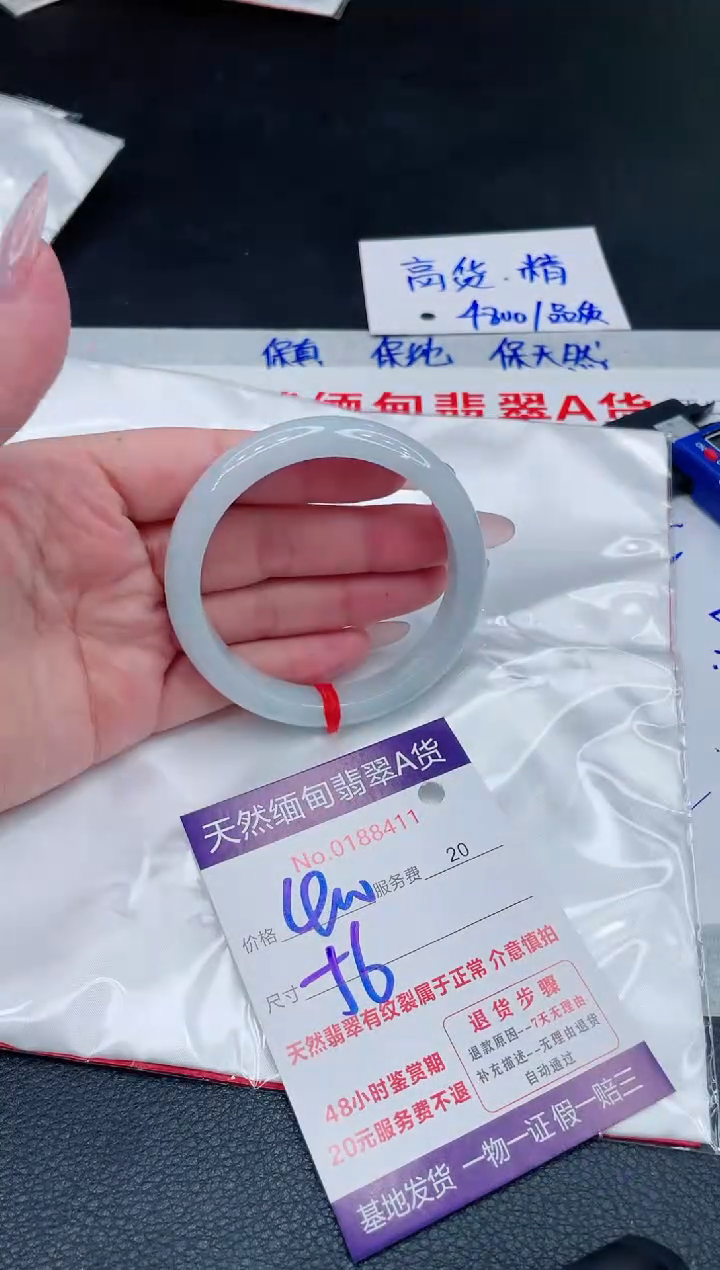 高货.精
4800/品质
保真 保地 保天然
缅甸翡翠A货
天然缅甸翡翠A货
No.0188411
价格 服务费 20
尺寸 56
天然翡翠有纹裂属于正常 介意慎拍
48小时鉴赏期
20元服务费不退
退货步骤
退款原因--7天无理由
补充描述--无理由退货
自动通过
基地发货 一物一证 假一赔三